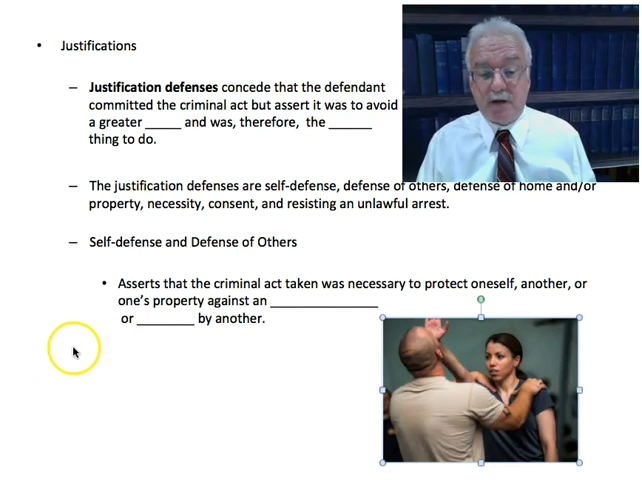 • Justifications
– Justification defenses concede that the defendant
committed the criminal act but assert it was to avoid
a greater _____ and was, therefore, the ______
thing to do.
– The justification defenses are self-defense, defense of others, defense of home and/or
property, necessity, consent, and resisting an unlawful arrest.
– Self-defense and Defense of Others
• Asserts that the criminal act taken was necessary to protect oneself, another, or
one's property against an _______________
or ________ by another.